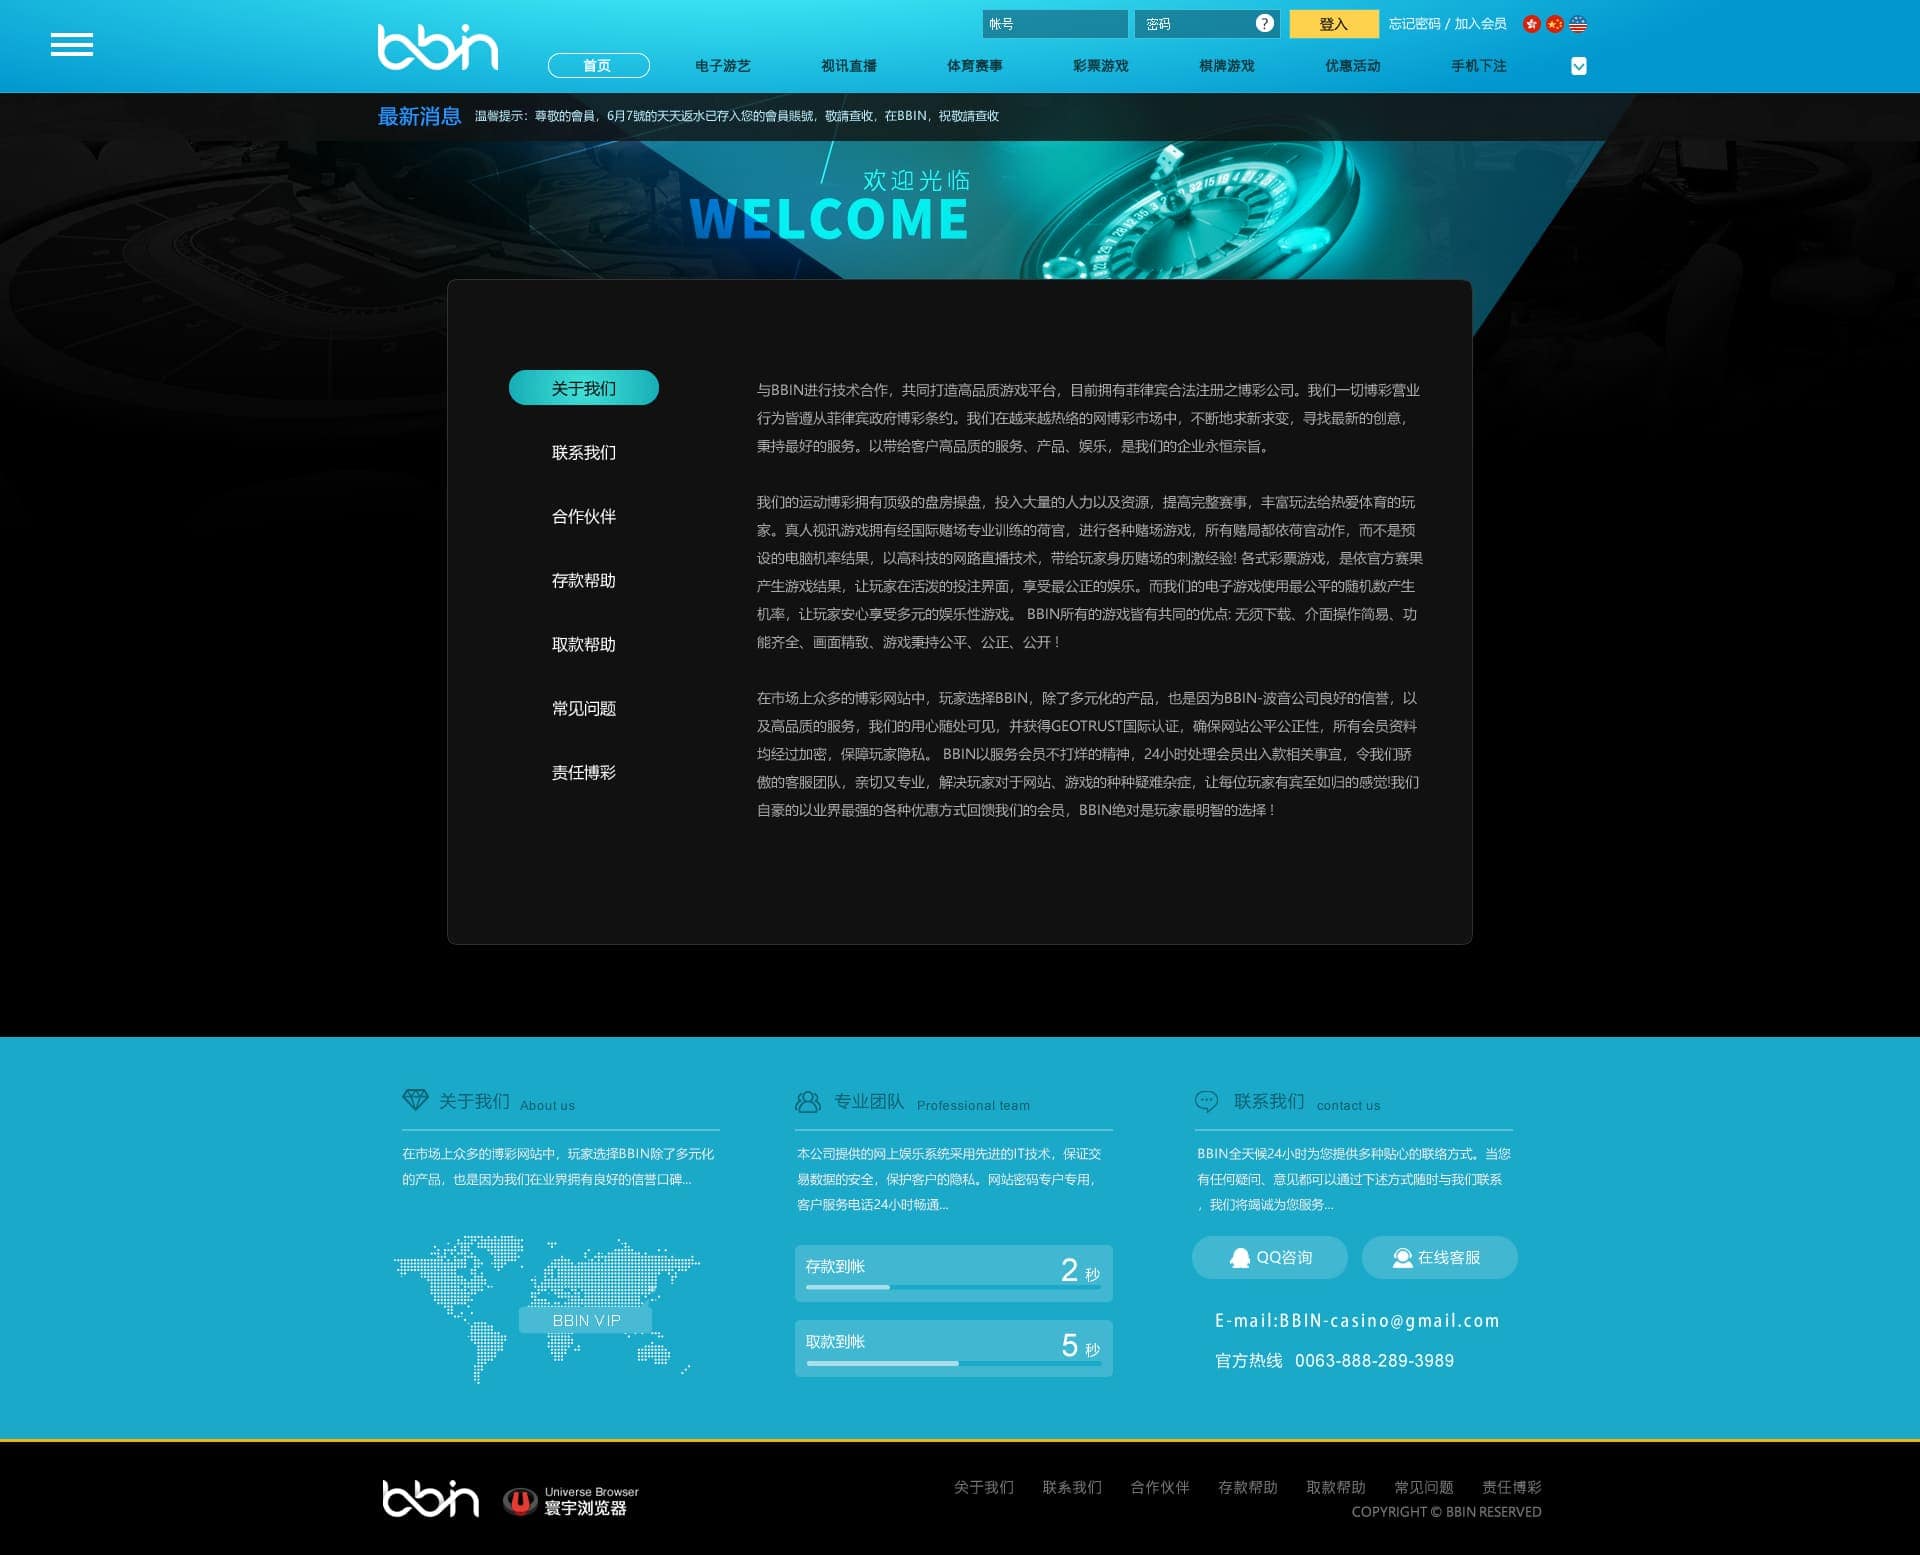 bbin
帐号
密码
?
登入
忘记密码 / 加入会员
首页
电子游艺
视讯直播
体育赛事
彩票游戏
棋牌游戏
优惠活动
手机下注
最新消息
温馨提示：尊敬的會員，6月7號的天天返水已存入您的會員賬號，敬請查收，在BBIN，祝敬請查收
欢迎光临
WELCOME
关于我们
联系我们
合作伙伴
存款帮助
取款帮助
常见问题
责任博彩
与BBIN进行技术合作，共同打造高品质游戏平台，目前拥有菲律宾合法注册之博彩公司。我们一切博彩营业
行为皆遵从菲律宾政府博彩条约。我们在越来越热络的网博彩市场中，不断地求新求变，寻找最新的创意，
秉持最好的服务。以带给客户高品质的服务、产品、娱乐，是我们的企业永恒宗旨。
我们的运动博彩拥有顶级的盘房操盘，投入大量的人力以及资源，提高完整赛事，丰富玩法给热爱体育的玩
家。真人视讯游戏拥有经国际赌场专业训练的荷官，进行各种赌场游戏，所有赌局都依荷官动作，而不是预
设的电脑机率结果，以高科技的网路直播技术，带给玩家身历赌场的刺激经验! 各式彩票游戏，是依官方赛果
产生游戏结果，让玩家在活泼的投注界面，享受最公正的娱乐。而我们的电子游戏使用最公平的随机数产生
机率，让玩家安心享受多元的娱乐性游戏。 BBIN所有的游戏皆有共同的优点: 无须下载、介面操作简易、功
能齐全、画面精致、游戏秉持公平、公正、公开！
在市场上众多的博彩网站中，玩家选择BBIN，除了多元化的产品，也是因为BBIN-波音公司良好的信誉，以
及高品质的服务，我们的用心随处可见，并获得GEOTRUST国际认证，确保网站公平公正性，所有会员资料
均经过加密，保障玩家隐私。 BBIN以服务会员不打烊的精神，24小时处理会员出入款相关事宜，令我们骄
傲的客服团队，亲切又专业，解决玩家对于网站、游戏的种种疑难杂症，让每位玩家有宾至如归的感觉!我们
自豪的以业界最强的各种优惠方式回馈我们的会员，BBIN绝对是玩家最明智的选择！
关于我们 About us
在市场上众多的博彩网站中，玩家选择BBIN除了多元化
的产品，也是因为我们在业界拥有良好的信誉口碑...
BBIN VIP
专业团队 Professional team
本公司提供的网上娱乐系统采用先进的IT技术，保证交
易数据的安全，保护客户的隐私。网站密码专户专用，
客户服务电话24小时畅通...
存款到帐 2 秒
取款到帐 5 秒
联系我们 contact us
BBIN全天候24小时为您提供多种贴心的联络方式。当您
有任何疑问、意见都可以通过下述方式随时与我们联系
，我们将竭诚为您服务...
QQ咨询
在线客服
E-mail:BBIN-casino@gmail.com
官方热线 0063-888-289-3989
bbin
Universe Browser
寰宇浏览器
关于我们 联系我们 合作伙伴 存款帮助 取款帮助 常见问题 责任博彩
COPYRIGHT © BBIN RESERVED